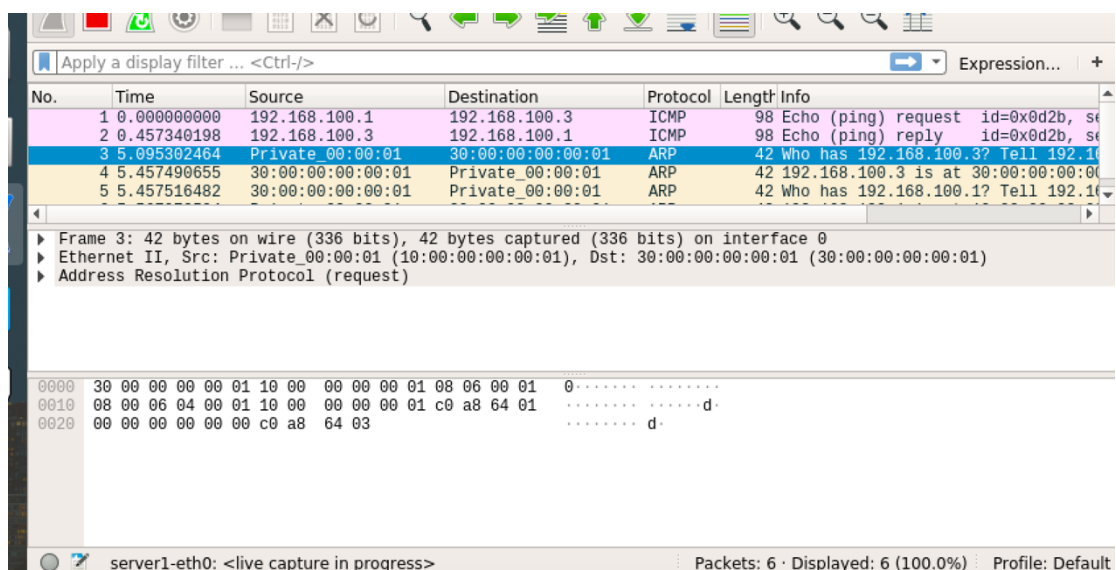 Apply a display filter ... <Ctrl-/> Expression... +
No. Time Source Destination Protocol Length Info
1 0.000000000 192.168.100.1 192.168.100.3 ICMP 98 Echo (ping) request id=0x0d2b, se
2 0.457340198 192.168.100.3 192.168.100.1 ICMP 98 Echo (ping) reply id=0x0d2b, se
3 5.095302464 Private_00:00:01 30:00:00:00:00:01 ARP 42 Who has 192.168.100.3? Tell 192.16
4 5.457490655 30:00:00:00:00:01 Private_00:00:01 ARP 42 192.168.100.3 is at 30:00:00:00:00
5 5.457516482 30:00:00:00:00:01 Private_00:00:01 ARP 42 Who has 192.168.100.1? Tell 192.16
Frame 3: 42 bytes on wire (336 bits), 42 bytes captured (336 bits) on interface 0
Ethernet II, Src: Private_00:00:01 (10:00:00:00:00:01), Dst: 30:00:00:00:00:01 (30:00:00:00:00:01)
Address Resolution Protocol (request)
0000 30 00 00 00 00 01 10 00 00 00 00 01 08 06 00 01 0······· ········
0010 08 00 06 04 00 01 10 00 00 00 00 01 c0 a8 64 01 ········ ······d·
0020 00 00 00 00 00 00 c0 a8 64 03 ········ d·
server1-eth0: <live capture in progress> Packets: 6 · Displayed: 6 (100.0%) Profile: Default